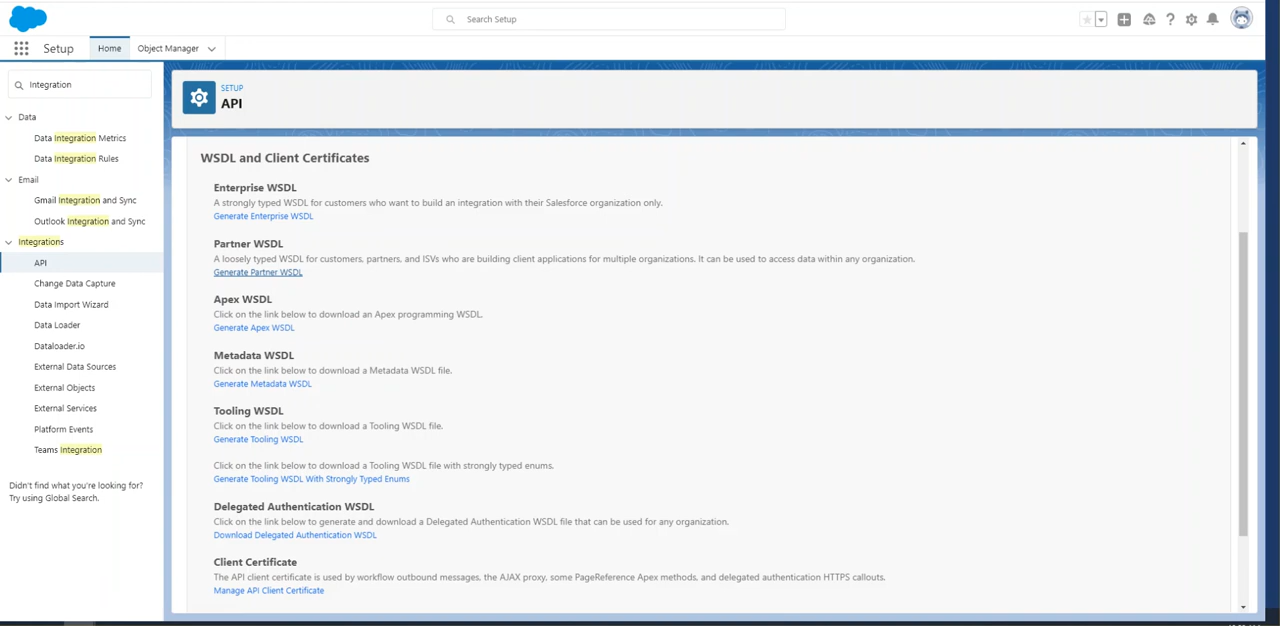 Search Setup
Setup
Home
Object Manager
Integration
Data
Data Integration Metrics
Data Integration Rules
Email
Gmail Integration and Sync
Outlook Integration and Sync
Integrations
API
Change Data Capture
Data Import Wizard
Data Loader
Dataloader.io
External Data Sources
External Objects
External Services
Platform Events
Teams Integration
Didn't find what you're looking for?
Try using Global Search.
SETUP
API
WSDL and Client Certificates
Enterprise WSDL
A strongly typed WSDL for customers who want to build an integration with their Salesforce organization only.
Generate Enterprise WSDL
Partner WSDL
A loosely typed WSDL for customers, partners, and ISVs who are building client applications for multiple organizations. It can be used to access data within any organization.
Generate Partner WSDL
Apex WSDL
Click on the link below to download an Apex programming WSDL.
Generate Apex WSDL
Metadata WSDL
Click on the link below to download a Metadata WSDL file.
Generate Metadata WSDL
Tooling WSDL
Click on the link below to download a Tooling WSDL file.
Generate Tooling WSDL
Click on the link below to download a Tooling WSDL file with strongly typed enums.
Generate Tooling WSDL With Strongly Typed Enums
Delegated Authentication WSDL
Click on the link below to generate and download a Delegated Authentication WSDL file that can be used for any organization.
Download Delegated Authentication WSDL
Client Certificate
The API client certificate is used by workflow outbound messages, the AJAX proxy, some PageReference Apex methods, and delegated authentication HTTPS callouts.
Manage API Client Certificate